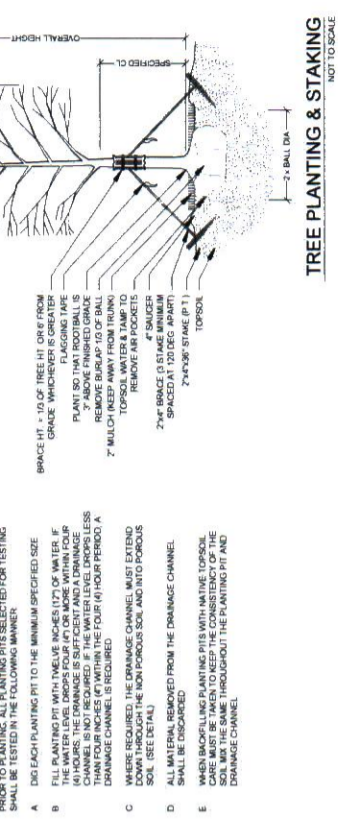 PRIOR TO PLANTING, ALL PLANTING PITS SELECTED FOR TESTING
SHALL BE TESTED IN THE FOLLOWING MANNER:
A DIG EACH PLANTING PIT TO THE MINIMUM SPECIFIED SIZE
B FILL PLANTING PIT WITH TWELVE INCHES (12") OF WATER. IF
THE WATER LEVEL DROPS FOUR (4") OR MORE WITHIN FOUR
(4) HOURS, THE DRAINAGE IS SUFFICIENT AND A DRAINAGE
CHANNEL IS NOT REQUIRED. IF THE WATER LEVEL DROPS LESS
THAN FOUR INCHES (4") WITHIN THE FOUR (4) HOUR PERIOD, A
DRAINAGE CHANNEL IS REQUIRED
C WHERE REQUIRED, THE DRAINAGE CHANNEL MUST EXTEND
DOWN THROUGH THE NON POROUS SOIL AND INTO POROUS
SOIL. (SEE DETAIL)
D ALL MATERIAL REMOVED FROM THE DRAINAGE CHANNEL
SHALL BE DISCARDED
E WHEN BACKFILLING PLANTING PITS WITH NATIVE TOPSOIL,
CARE MUST BE TAKEN TO KEEP THE CONSISTENCY OF THE
SOIL MIX THE SAME THROUGHOUT THE PLANTING PIT AND
DRAINAGE CHANNEL
BRACE HT. = 1/3 OF TREE HT. OR 6' FROM
GRADE WHICHEVER IS GREATER
FLAGGING TAPE
PLANT SO THAT ROOTBALL IS
3" ABOVE FINISHED GRADE
REMOVE BURLAP 1/3 OF BALL
2" MULCH (KEEP AWAY FROM TRUNK)
TOPSOIL WATER & TAMP TO
REMOVE AIR POCKETS
4" SAUCER
2"x4" BRACE (3 STAKE MINIMUM
SPACED AT 120 DEG. APART)
2"x4"x36" STAKE (P.T.)
TOPSOIL
OVERALL HEIGHT
SPECIFIED CL
2 x BALL DIA
TREE PLANTING & STAKING
NOT TO SCALE